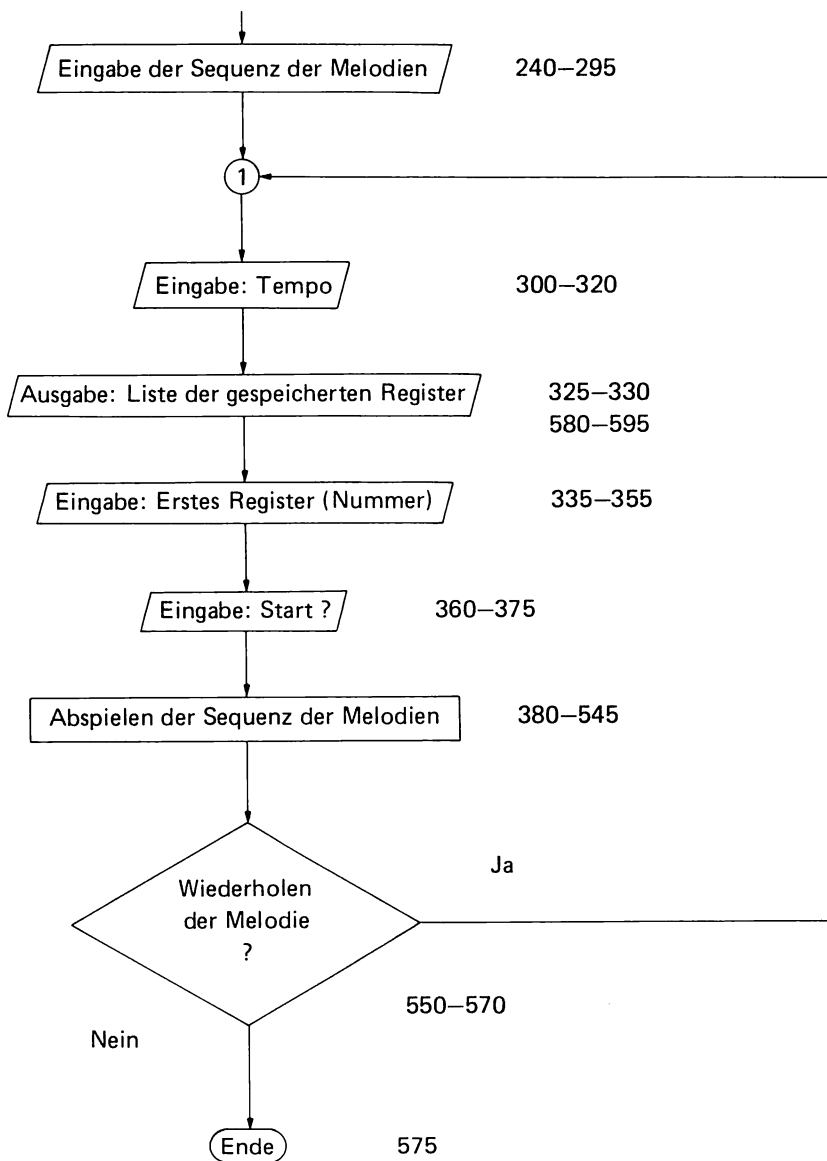 Eingabe der Sequenz der Melodien 240–295
1
Eingabe: Tempo 300–320
Ausgabe: Liste der gespeicherten Register 325–330
580–595
Eingabe: Erstes Register (Nummer) 335–355
Eingabe: Start ? 360–375
Abspielen der Sequenz der Melodien 380–545
Ja
Wiederholen
der Melodie
?
550–570
Nein
Ende 575